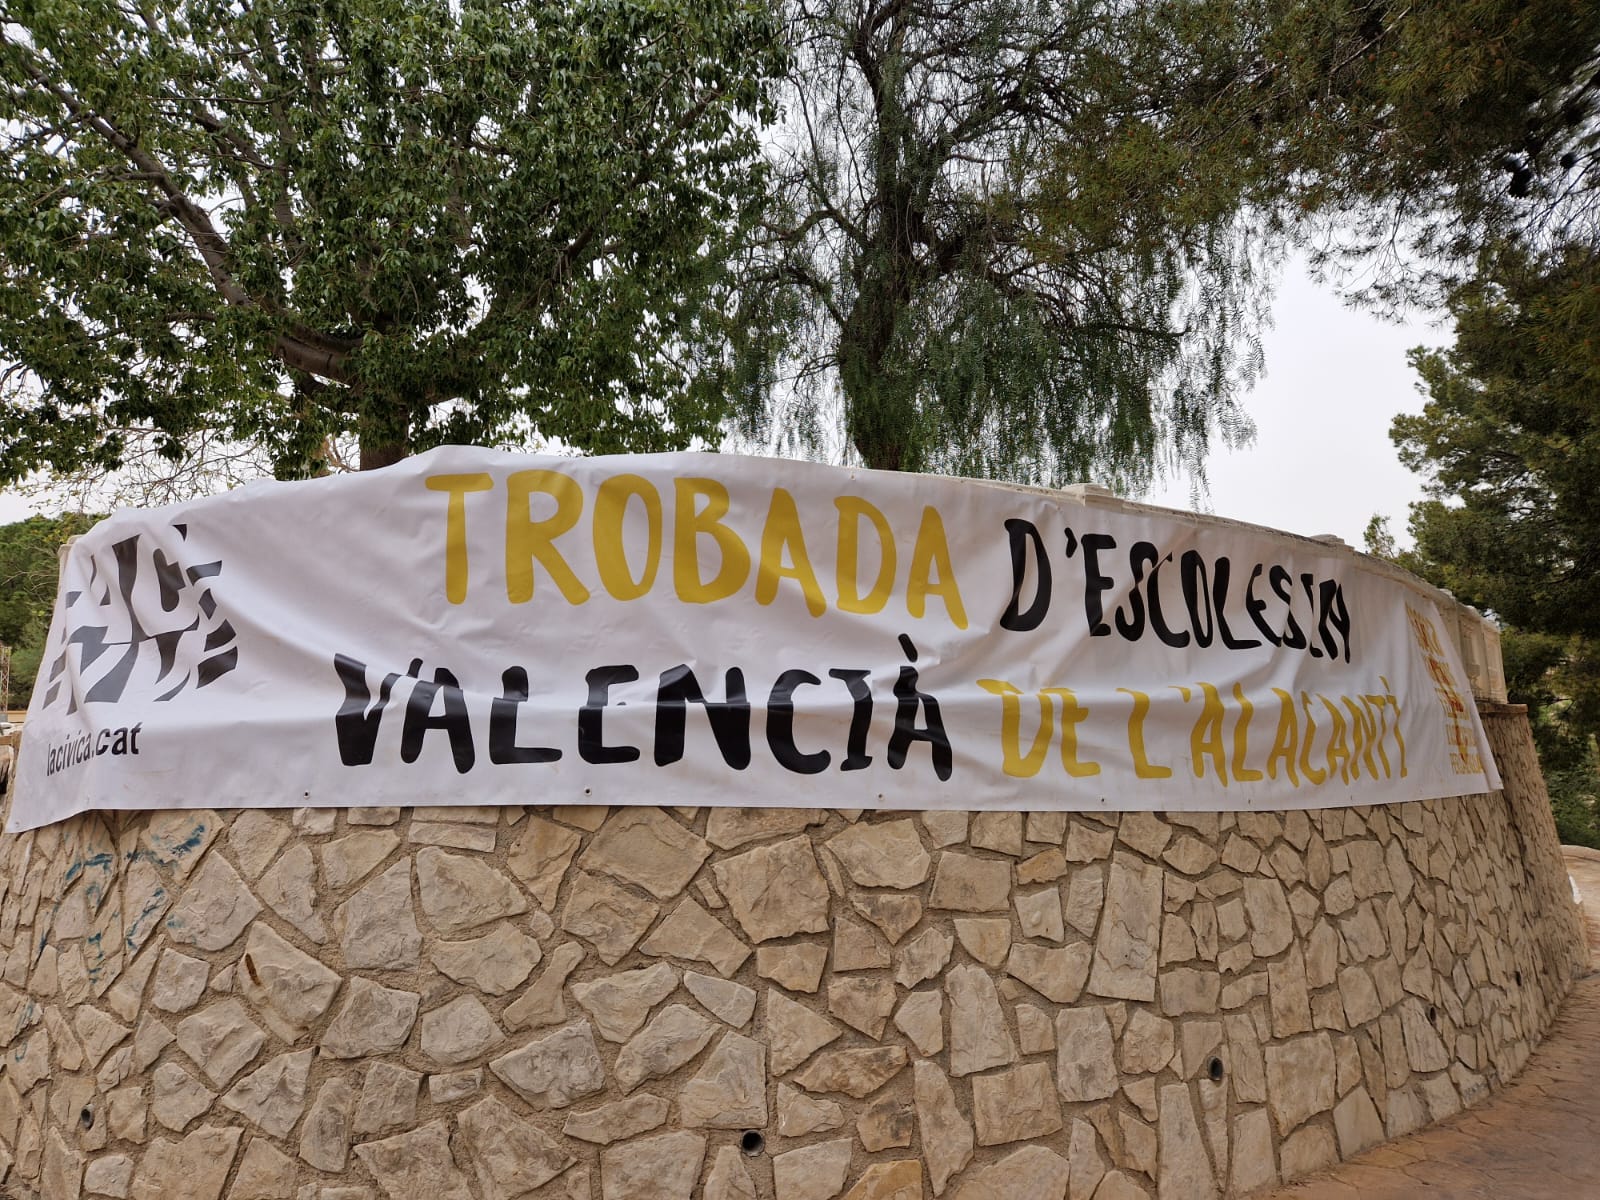 TROBADA D'ESCOLES EN
VALENCIÀ DE L'ALACANTÍ
lacivica.cat